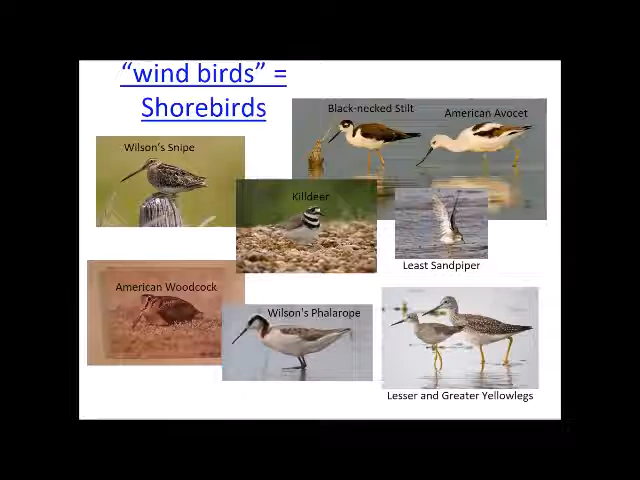 “wind birds” =
Shorebirds
Black-necked Stilt
American Avocet
Wilson's Snipe
Killdeer
Least Sandpiper
American Woodcock
Wilson's Phalarope
Lesser and Greater Yellowlegs